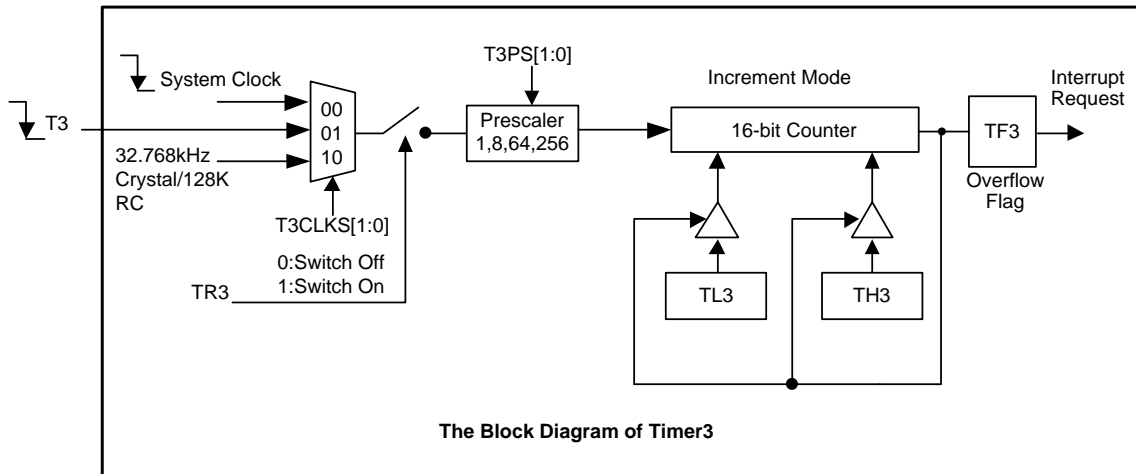 T3PS[1:0]
Increment Mode
Interrupt
Request
System Clock
T3
00
01
10
Prescaler
1,8,64,256
16-bit Counter
TF3
32.768kHz
Crystal/128K
RC
Overflow
Flag
T3CLKS[1:0]
0:Switch Off
1:Switch On
TR3
TL3
TH3
The Block Diagram of Timer3